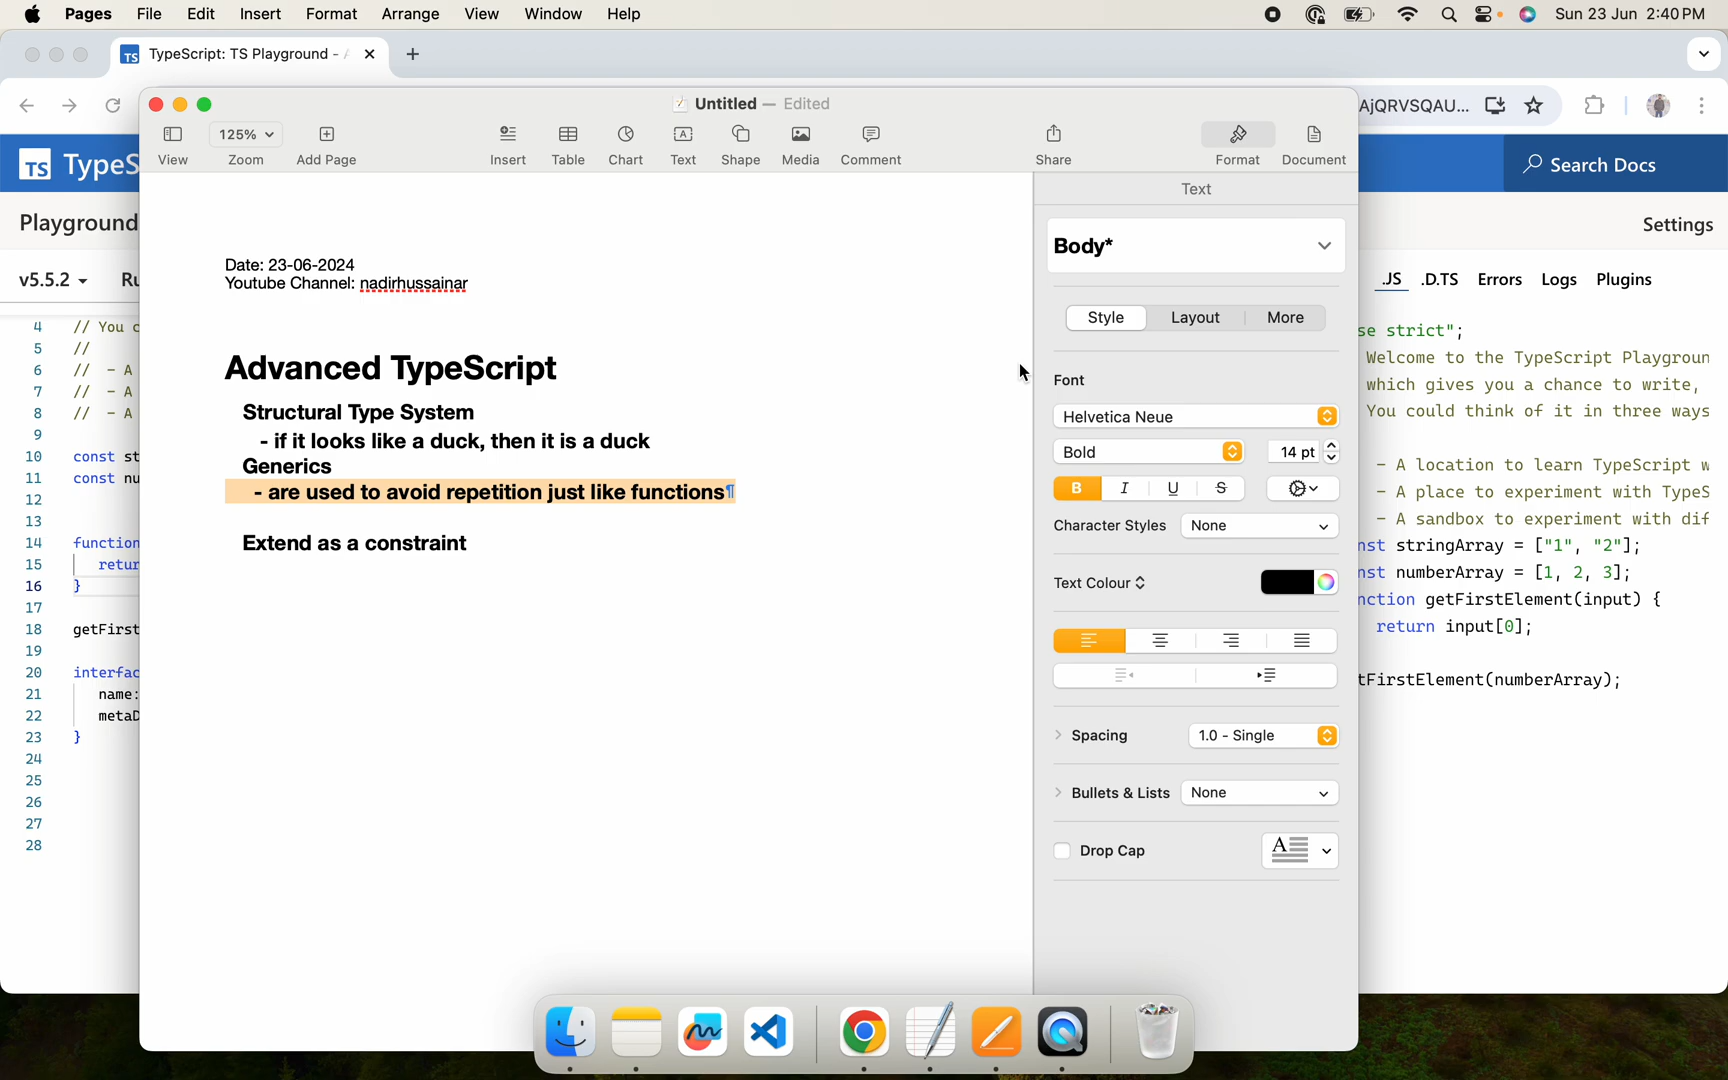 Pages File Edit Insert Format Arrange View Window Help Sun 23 Jun 2:40 PM
TS TypeScript: TS Playground -
AjQRVSQAU...
Untitled — Edited
125%
View Zoom Add Page Insert Table Chart Text Shape Media Comment Share Format Document
TS TypeS Search Docs
Text
Playground Settings
Body*
Date: 23-06-2024
Youtube Channel: nadirhussainar
v5.5.2 Ru .JS .D.TS Errors Logs Plugins
Style Layout More
4 // You c
se strict";
5 //
Welcome to the TypeScript Playgroun
6 // - A
Advanced TypeScript
Font
which gives you a chance to write,
7 // - A
8 // - A
Structural Type System
Helvetica Neue
You could think of it in three ways
9
- if it looks like a duck, then it is a duck
10 const st
Bold 14 pt
11 const nu
Generics
- A location to learn TypeScript w
12
- are used to avoid repetition just like functions¶
B I U S
- A place to experiment with TypeS
13
- A sandbox to experiment with dif
Character Styles None
14 function
Extend as a constraint
nst stringArray = ["1", "2"];
15 retur
nst numberArray = [1, 2, 3];
16 }
Text Colour
nction getFirstElement(input) {
17
return input[0];
18 getFirst
19
20 interfac
tFirstElement(numberArray);
21 name:
22 metaD
23 }
Spacing 1.0 - Single
24
25
Bullets & Lists None
26
27
28
Drop Cap A